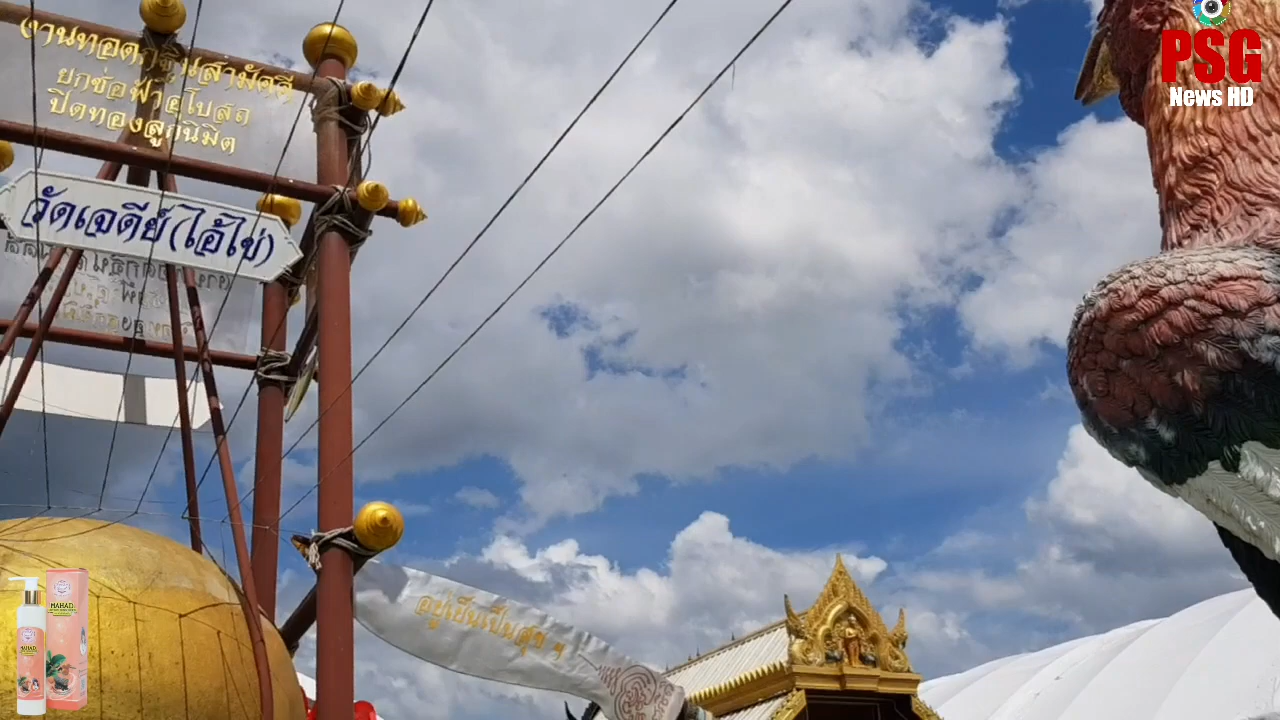 งานทอดกฐินสามัคคี
ยกช่อฟ้าอุโบสถ
ปิดทองลูกนิมิต
วัดเจดีย์(ไอ้ไข่)
อยู่เย็นเป็นสุข ๆ
PSG
News HD
MAHAD
MAHAD